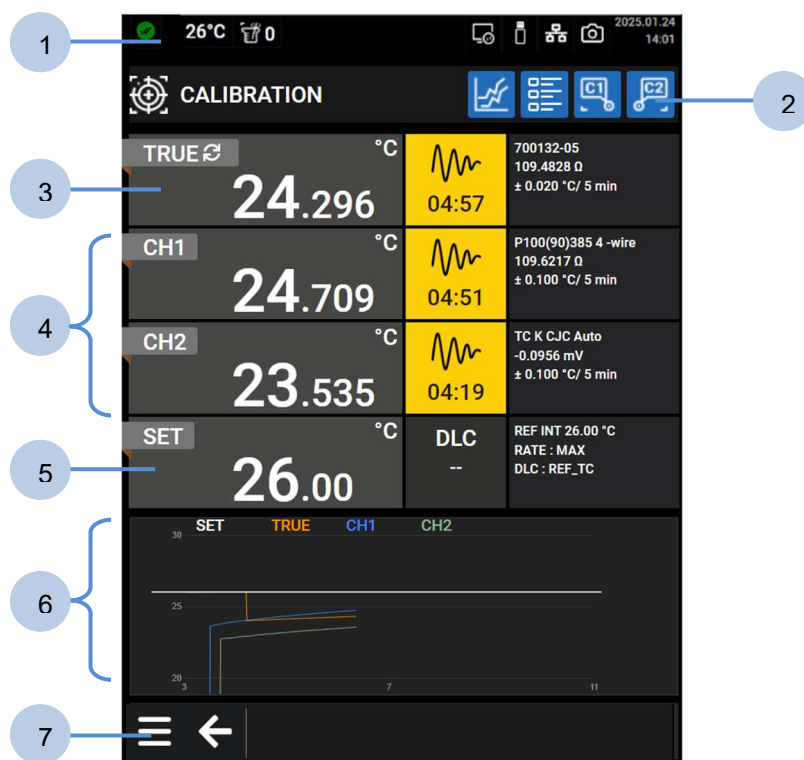 1
26°C 0
2025.01.24
14:01
CALIBRATION
C1
C2
2
3
TRUE
°C
24.296
04:57
700132-05
109.4828 Ω
± 0.020 °C/ 5 min
4
CH1
°C
24.709
04:51
P100(90)385 4 -wire
109.6217 Ω
± 0.100 °C/ 5 min
CH2
°C
23.535
04:19
TC K CJC Auto
-0.0956 mV
± 0.100 °C/ 5 min
5
SET
°C
26.00
DLC
--
REF INT 26.00 °C
RATE : MAX
DLC : REF_TC
6
SET TRUE CH1 CH2
30
25
20
3 7 11
7